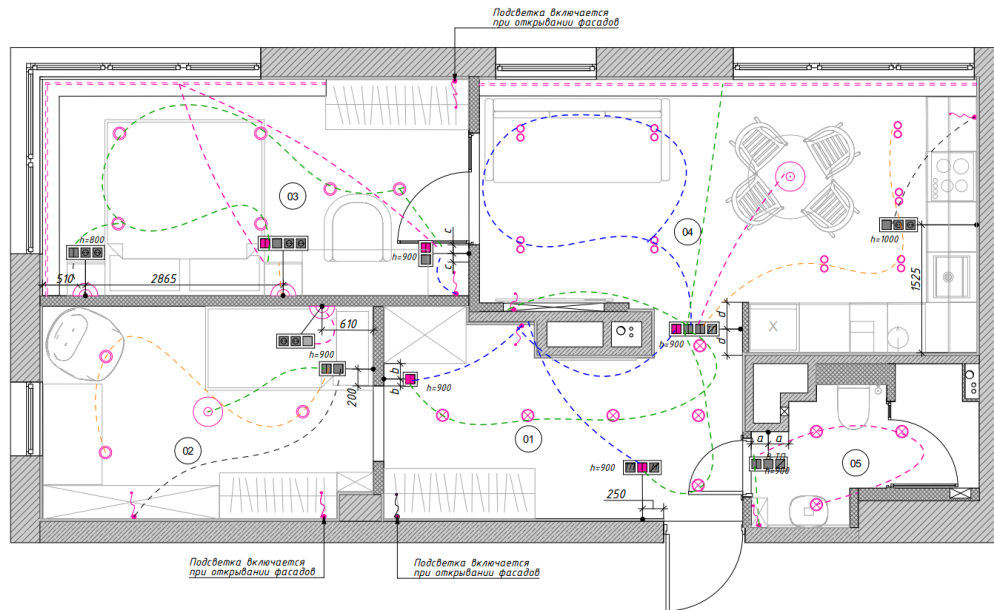 Подсветка включается
при открывании фасадов
03
04
c
c
h=800
h=900
h=1000
510
2865
1525
d
d
610
h=900
h=900
b
b
200
h=900
X
02
01
a
a
в ТП
h=900
05
h=900
250
Подсветка включается
при открывании фасадов
Подсветка включается
при открывании фасадов